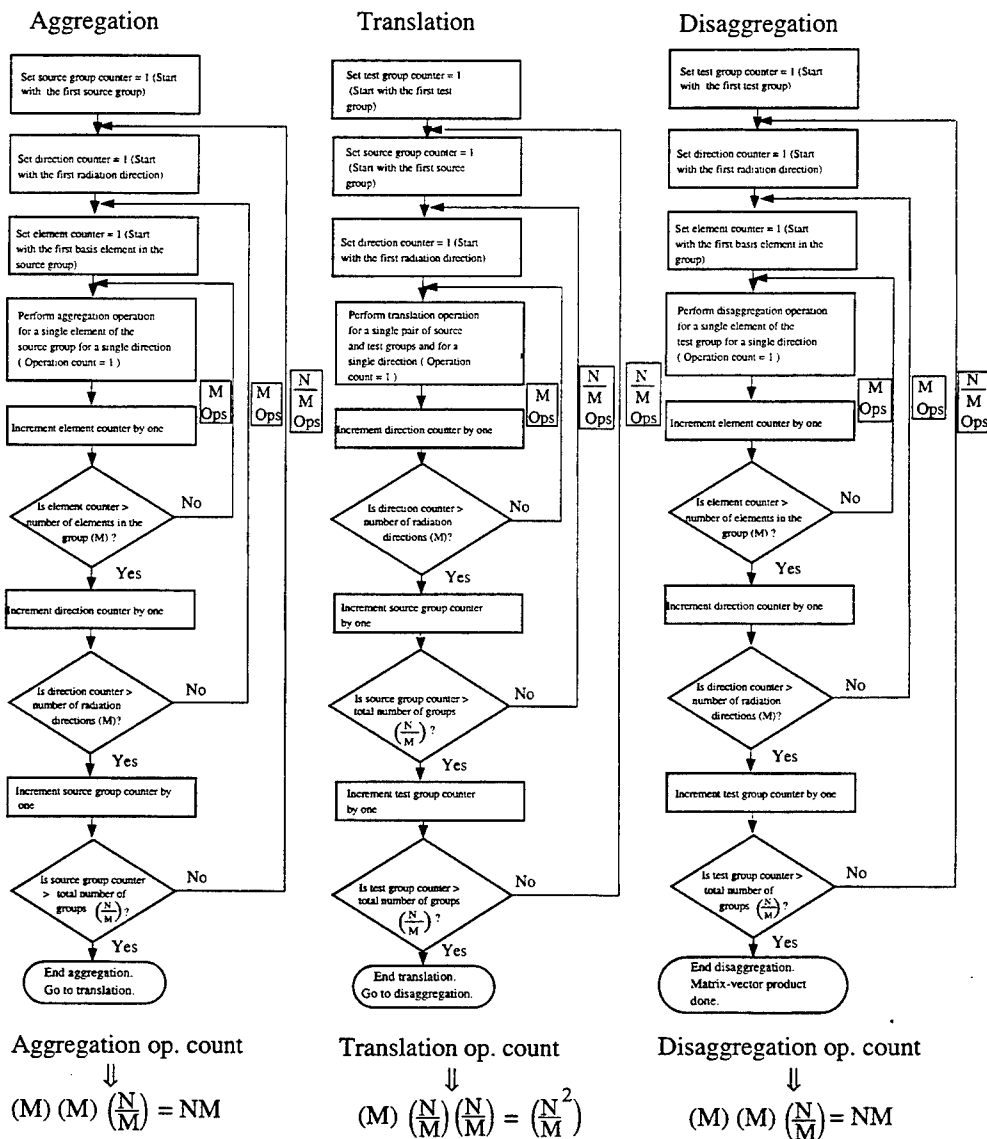 Aggregation
Set source group counter = 1 (Start
with the first source group)
Set direction counter = 1 (Start
with the first radiation direction)
Set element counter = 1 (Start
with the first basis element in the
source group)
Perform aggregation operation
for a single element of the
source group for a single direction
( Operation count = 1 )
M
Ops
M
Ops
N
M
Ops
Increment element counter by one
Is element counter >
number of elements in the
group (M) ?
No
Yes
Increment direction counter by one
Is direction counter >
number of radiation
directions (M)?
No
Yes
Increment source group counter by
one
Is source group counter
> total number of
groups (N/M) ?
No
Yes
End aggregation.
Go to translation.
Aggregation op. count
⇓
(M) (M) (N/M) = NM
Translation
Set test group counter = 1
(Start with the first test
group)
Set source group counter = 1
(Start with the first source
group)
Set direction counter = 1 (Start
with the first radiation direction)
Perform translation operation
for a single pair of source
and test groups and for a
single direction ( Operation
count = 1 )
M
Ops
N
M
Ops
N
M
Ops
Increment direction counter by one
Is direction counter >
number of radiation
directions (M)?
No
Yes
Increment source group counter
by one
Is source group counter >
total number of groups
(N/M) ?
No
Yes
Increment test group counter
by one
Is test group counter >
total number of groups
(N/M) ?
No
Yes
End translation.
Go to disaggregation.
Translation op. count
⇓
(M) (N/M)(N/M) = (N²/M)
Disaggregation
Set test group counter = 1 (Start
with the first test group)
Set direction counter = 1 (Start
with the first radiation direction)
Set element counter = 1 (Start
with the first basis element in the
group)
Perform disaggregation operation
for a single element of the
test group for a single direction
( Operation count = 1 )
M
Ops
M
Ops
N
M
Ops
Increment element counter by one
Is element counter >
number of elements in the
group (M) ?
No
Yes
Increment direction counter by one
Is direction counter >
number of radiation
directions (M)?
No
Yes
Increment test group counter by one
Is test group counter >
total number of
groups (N/M) ?
No
Yes
End disaggregation.
Matrix-vector product
done.
Disaggregation op. count
⇓
(M) (M) (N/M) = NM